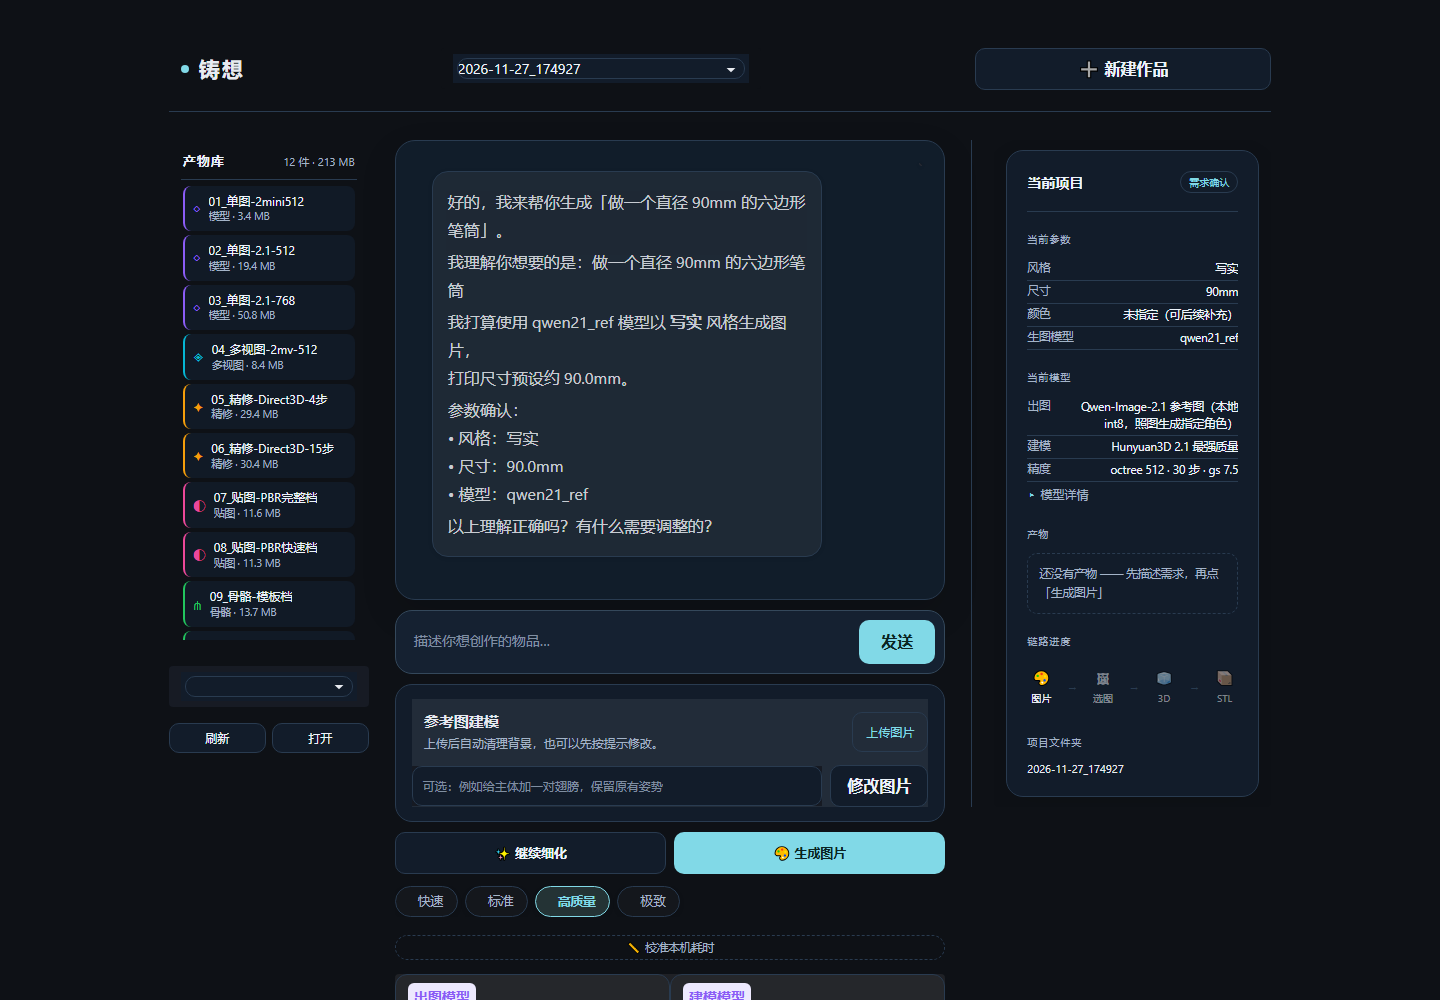 铸想
2026-11-27_174927
新建作品
产物库
12 件 · 213 MB
01_单图-2mini512
模型 · 3.4 MB
02_单图-2.1-512
模型 · 19.4 MB
03_单图-2.1-768
模型 · 50.8 MB
04_多视图-2mv-512
多视图 · 8.4 MB
05_精修-Direct3D-4步
精修 · 29.4 MB
06_精修-Direct3D-15步
精修 · 30.4 MB
07_贴图-PBR完整档
贴图 · 11.6 MB
08_贴图-PBR快速档
贴图 · 11.3 MB
09_骨骼-模板档
骨骼 · 13.7 MB
刷新
打开
好的，我来帮你生成「做一个直径 90mm 的六边形
笔筒」。
我理解你想要的是：做一个直径 90mm 的六边形笔
筒
我打算使用 qwen21_ref 模型以 写实 风格生成图
片，
打印尺寸预设约 90.0mm。
参数确认：
• 风格：写实
• 尺寸：90.0mm
• 模型：qwen21_ref
以上理解正确吗？有什么需要调整的？
描述你想创作的物品...
发送
参考图建模
上传后自动清理背景，也可以先按提示修改。
上传图片
可选：例如给主体加一对翅膀，保留原有姿势
修改图片
继续细化
生成图片
快速
标准
高质量
极致
校准本机耗时
出图模型
建模模型
当前项目
需求确认
当前参数
风格
写实
尺寸
90mm
颜色
未指定（可后续补充）
生图模型
qwen21_ref
当前模型
出图
Qwen-Image-2.1 参考图（本地
int8，照图生成指定角色）
建模
Hunyuan3D 2.1 最强质量
精度
octree 512 · 30 步 · gs 7.5
模型详情
产物
还没有产物 —— 先描述需求，再点
「生成图片」
链路进度
图片
选图
3D
STL
项目文件夹
2026-11-27_174927